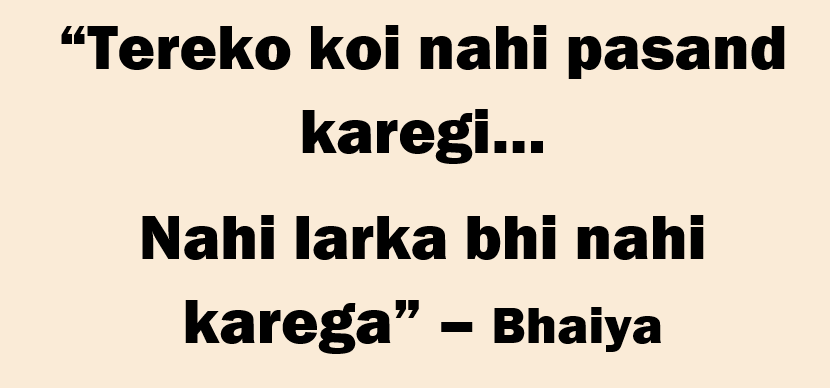 “Tereko koi nahi pasand
karegi...
Nahi larka bhi nahi
karega” – Bhaiya